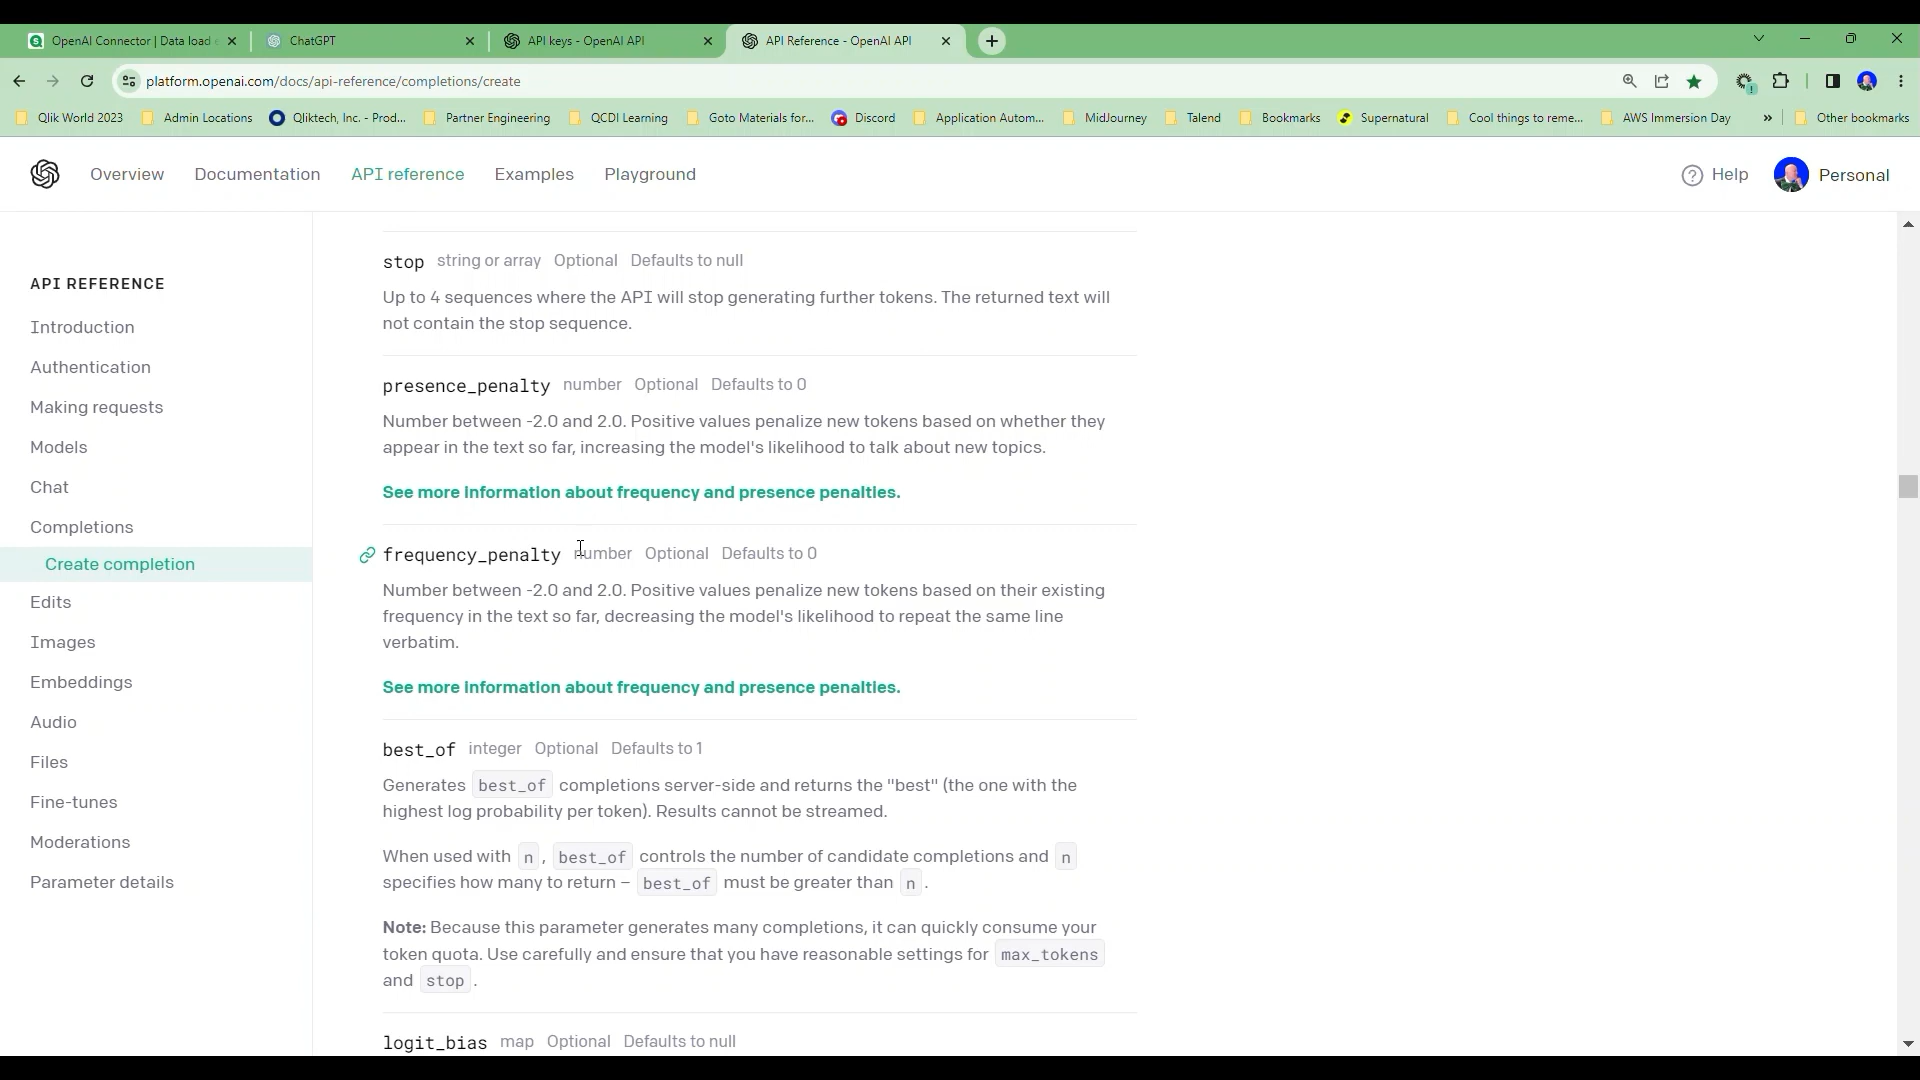 OpenAI Connector | Data load e
ChatGPT
API keys - OpenAI API
API Reference - OpenAI API
platform.openai.com/docs/api-reference/completions/create
Qlik World 2023
Admin Locations
Qliktech, Inc. - Prod...
Partner Engineering
QCDI Learning
Goto Materials for...
Discord
Application Autom...
MidJourney
Talend
Bookmarks
Supernatural
Cool things to reme...
AWS Immersion Day
»
Other bookmarks
Overview
Documentation
API reference
Examples
Playground
Help
Personal
API REFERENCE
Introduction
Authentication
Making requests
Models
Chat
Completions
Create completion
Edits
Images
Embeddings
Audio
Files
Fine-tunes
Moderations
Parameter details
stop string or array Optional Defaults to null
Up to 4 sequences where the API will stop generating further tokens. The returned text will
not contain the stop sequence.
presence_penalty number Optional Defaults to 0
Number between -2.0 and 2.0. Positive values penalize new tokens based on whether they
appear in the text so far, increasing the model's likelihood to talk about new topics.
See more information about frequency and presence penalties.
frequency_penalty number Optional Defaults to 0
Number between -2.0 and 2.0. Positive values penalize new tokens based on their existing
frequency in the text so far, decreasing the model's likelihood to repeat the same line
verbatim.
See more information about frequency and presence penalties.
best_of integer Optional Defaults to 1
Generates best_of completions server-side and returns the "best" (the one with the
highest log probability per token). Results cannot be streamed.
When used with n, best_of controls the number of candidate completions and n
specifies how many to return – best_of must be greater than n.
Note: Because this parameter generates many completions, it can quickly consume your
token quota. Use carefully and ensure that you have reasonable settings for max_tokens
and stop.
logit_bias map Optional Defaults to null